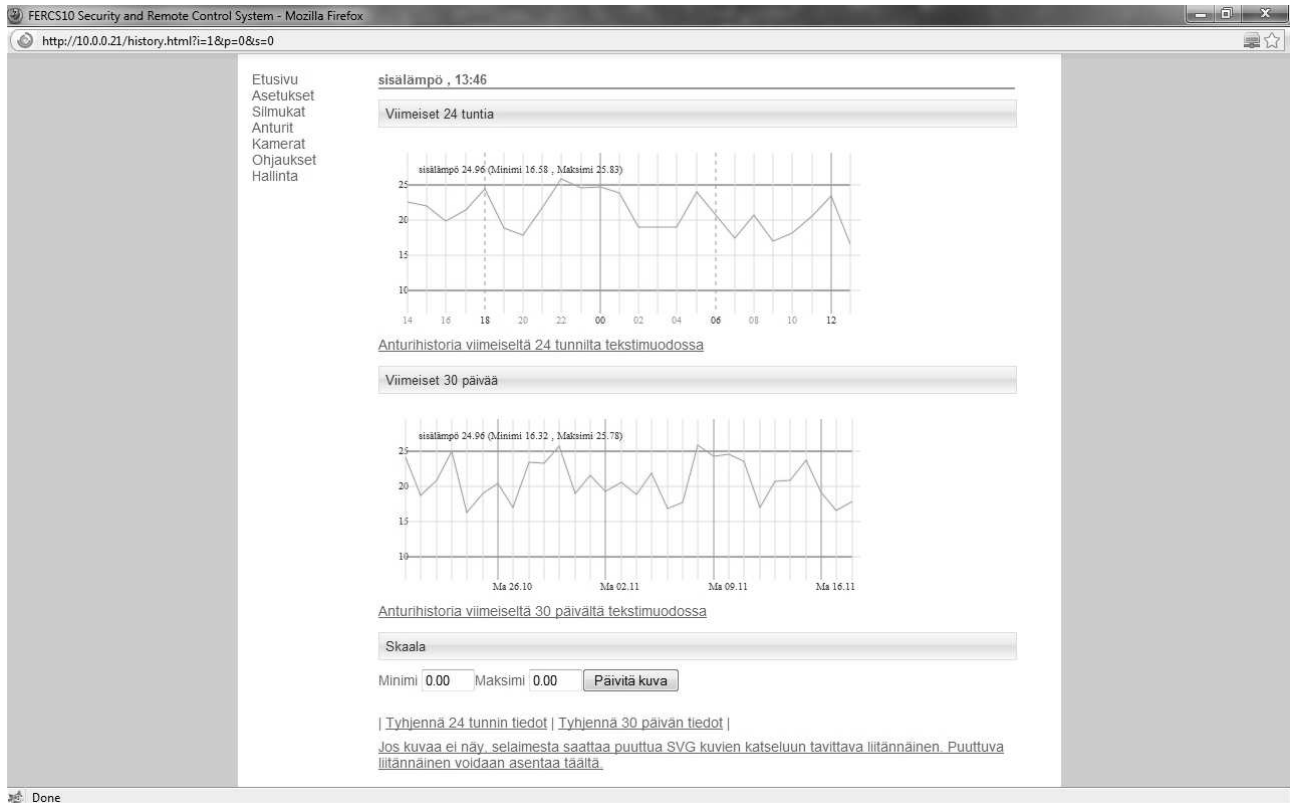 FERCS10 Security and Remote Control System - Mozilla Firefox
http://10.0.0.21/history.html?i=1&p=0&s=0
Etusivu
Asetukset
Silmukat
Anturit
Kamerat
Ohjaukset
Hallinta
sisälämpö , 13:46
Viimeiset 24 tuntia
sisälämpö 24.96 (Minimi 16.58 , Maksimi 25.83)
25
20
15
10
14 16 18 20 22 00 02 04 06 08 10 12
Anturihistoria viimeiseltä 24 tunnilta tekstimuodossa
Viimeiset 30 päivää
sisälämpö 24.96 (Minimi 16.32 , Maksimi 25.78)
25
20
15
10
Ma 26.10 Ma 02.11 Ma 09.11 Ma 16.11
Anturihistoria viimeiseltä 30 päivältä tekstimuodossa
Skaala
Minimi 0.00 Maksimi 0.00 Päivitä kuva
| Tyhjennä 24 tunnin tiedot | Tyhjennä 30 päivän tiedot |
Jos kuvaa ei näy, selaimesta saattaa puuttua SVG kuvien katseluun tavittava liitännäinen. Puuttuva
liitännäinen voidaan asentaa täältä.
Done